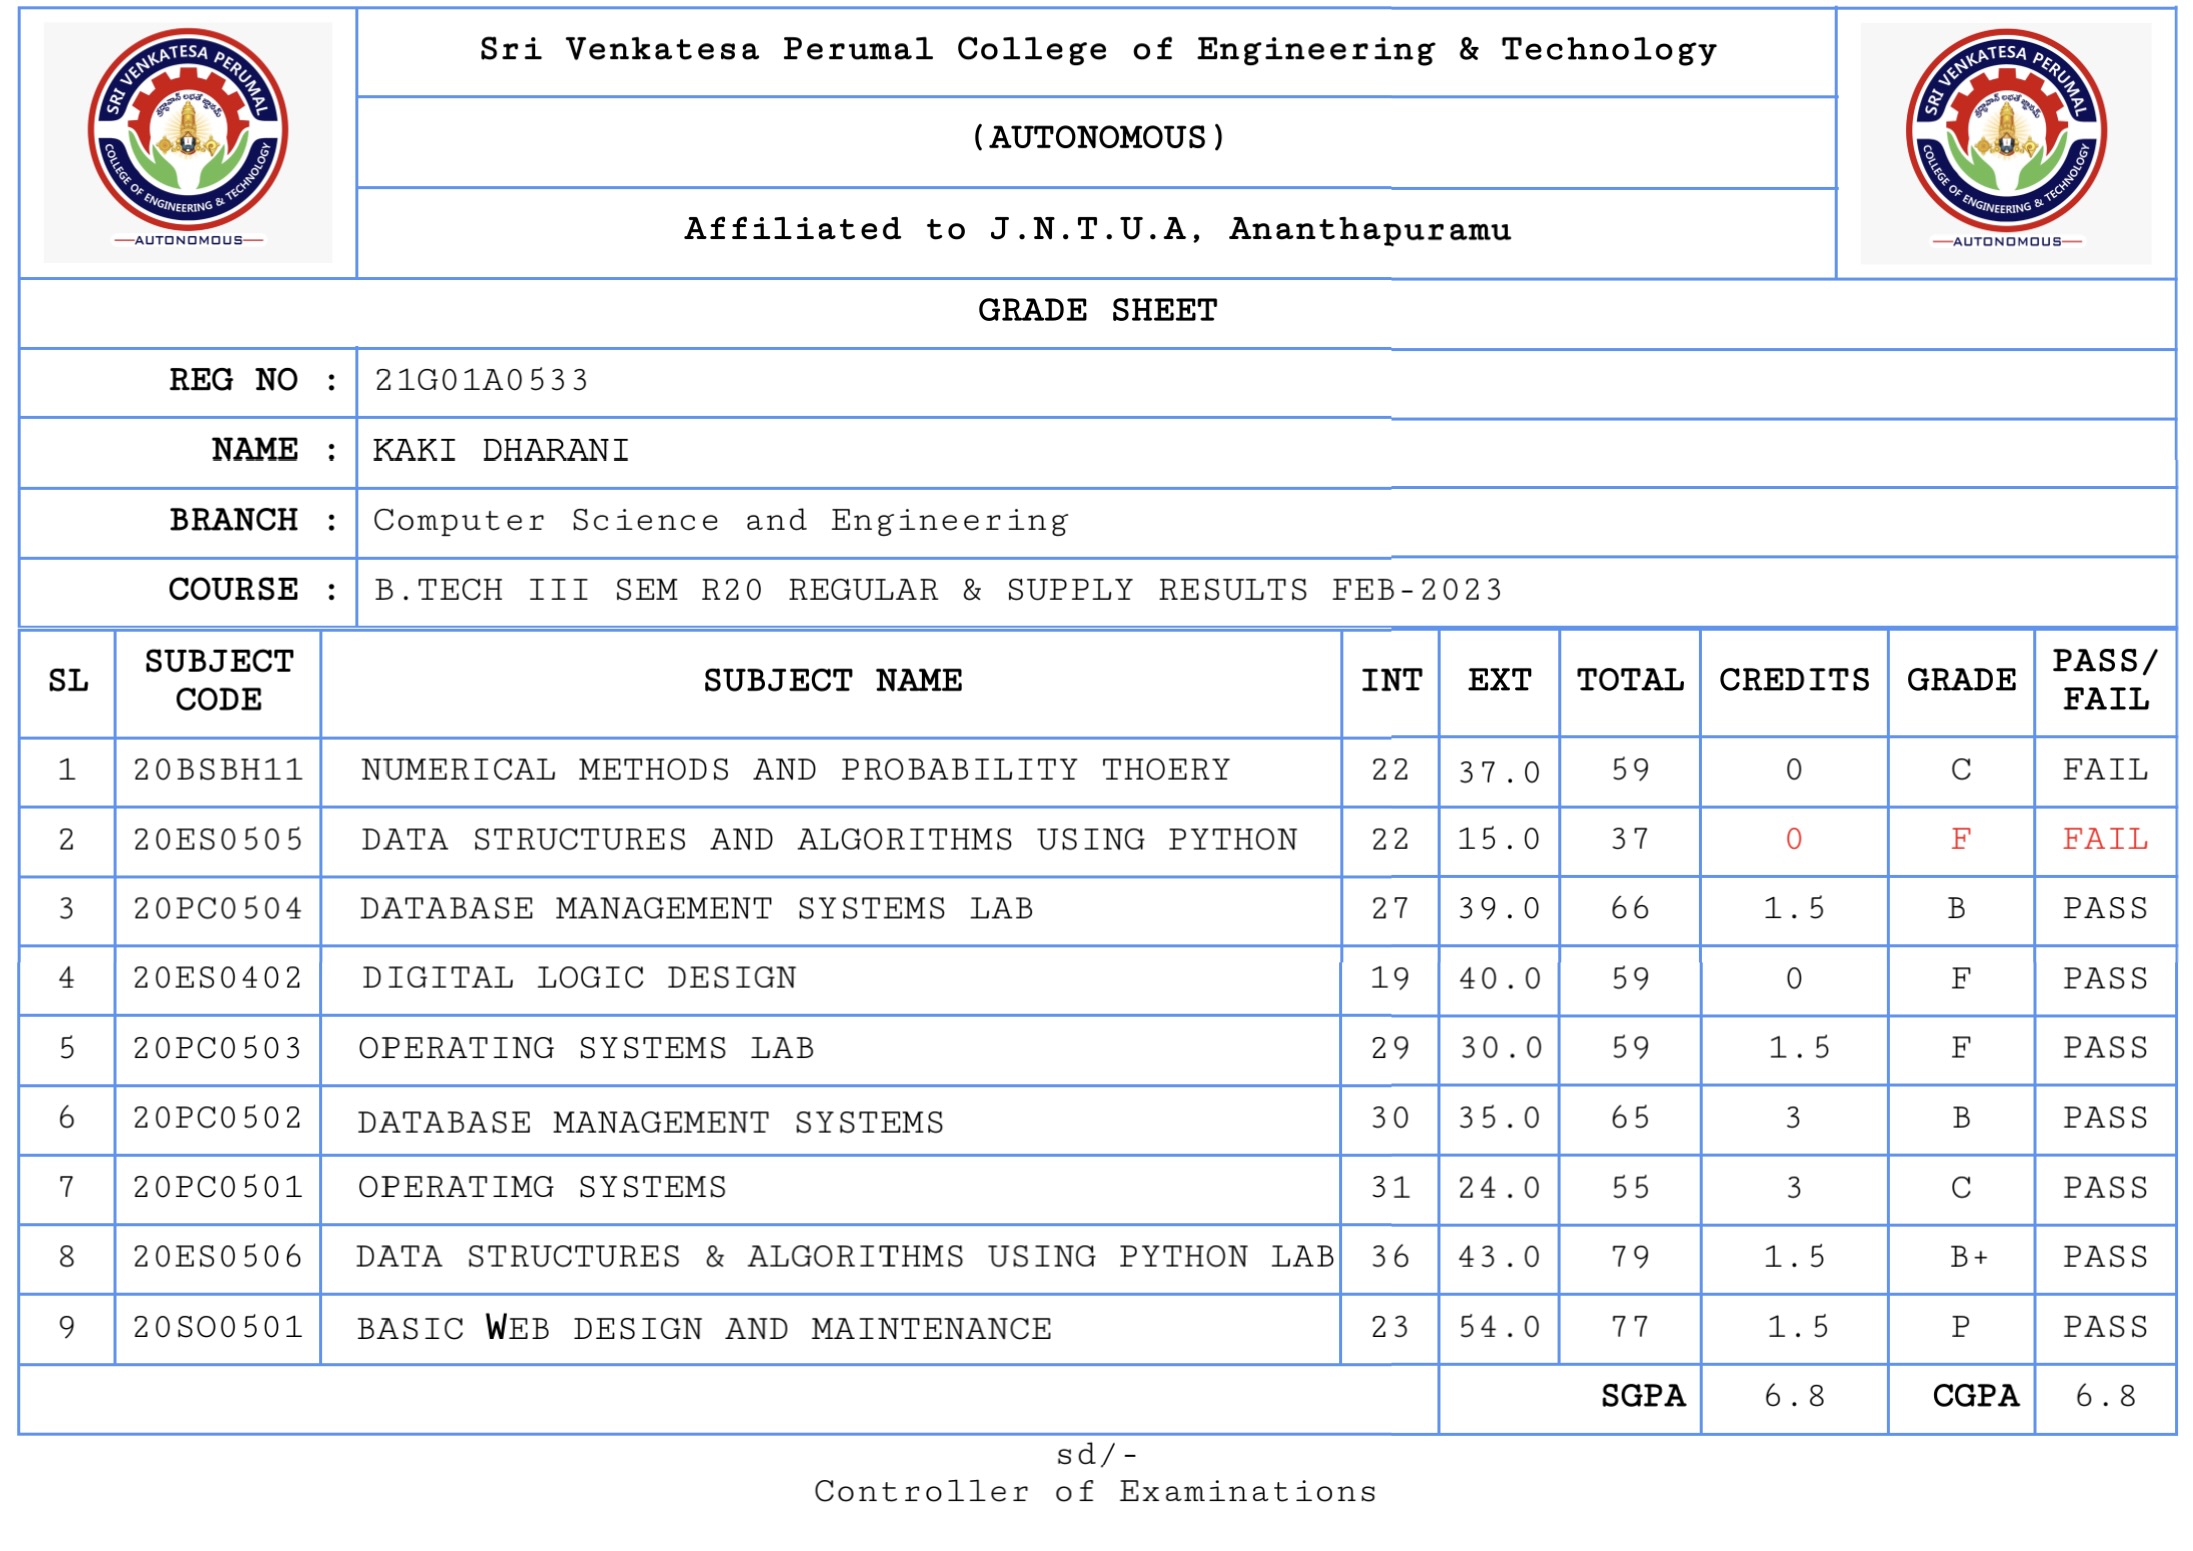 SRI VENKATESA PERUMAL
COLLEGE OF ENGINEERING & TECHNOLOGY
AUTONOMOUS
Sri Venkatesa Perumal College of Engineering & Technology
(AUTONOMOUS)
Affiliated to J.N.T.U.A, Ananthapuramu
SRI VENKATESA PERUMAL
COLLEGE OF ENGINEERING & TECHNOLOGY
AUTONOMOUS
GRADE SHEET
REG NO : 21G01A0533
NAME : KAKI DHARANI
BRANCH : Computer Science and Engineering
COURSE : B.TECH III SEM R20 REGULAR & SUPPLY RESULTS FEB-2023
SL SUBJECT CODE SUBJECT NAME INT EXT TOTAL CREDITS GRADE PASS/ FAIL
1 20BSBH11 NUMERICAL METHODS AND PROBABILITY THOERY 22 37.0 59 0 C FAIL
2 20ES0505 DATA STRUCTURES AND ALGORITHMS USING PYTHON 22 15.0 37 0 F FAIL
3 20PC0504 DATABASE MANAGEMENT SYSTEMS LAB 27 39.0 66 1.5 B PASS
4 20ES0402 DIGITAL LOGIC DESIGN 19 40.0 59 0 F PASS
5 20PC0503 OPERATING SYSTEMS LAB 29 30.0 59 1.5 F PASS
6 20PC0502 DATABASE MANAGEMENT SYSTEMS 30 35.0 65 3 B PASS
7 20PC0501 OPERATIMG SYSTEMS 31 24.0 55 3 C PASS
8 20ES0506 DATA STRUCTURES & ALGORITHMS USING PYTHON LAB 36 43.0 79 1.5 B+ PASS
9 20SO0501 BASIC WEB DESIGN AND MAINTENANCE 23 54.0 77 1.5 P PASS
SGPA 6.8 CGPA 6.8
sd/-
Controller of Examinations